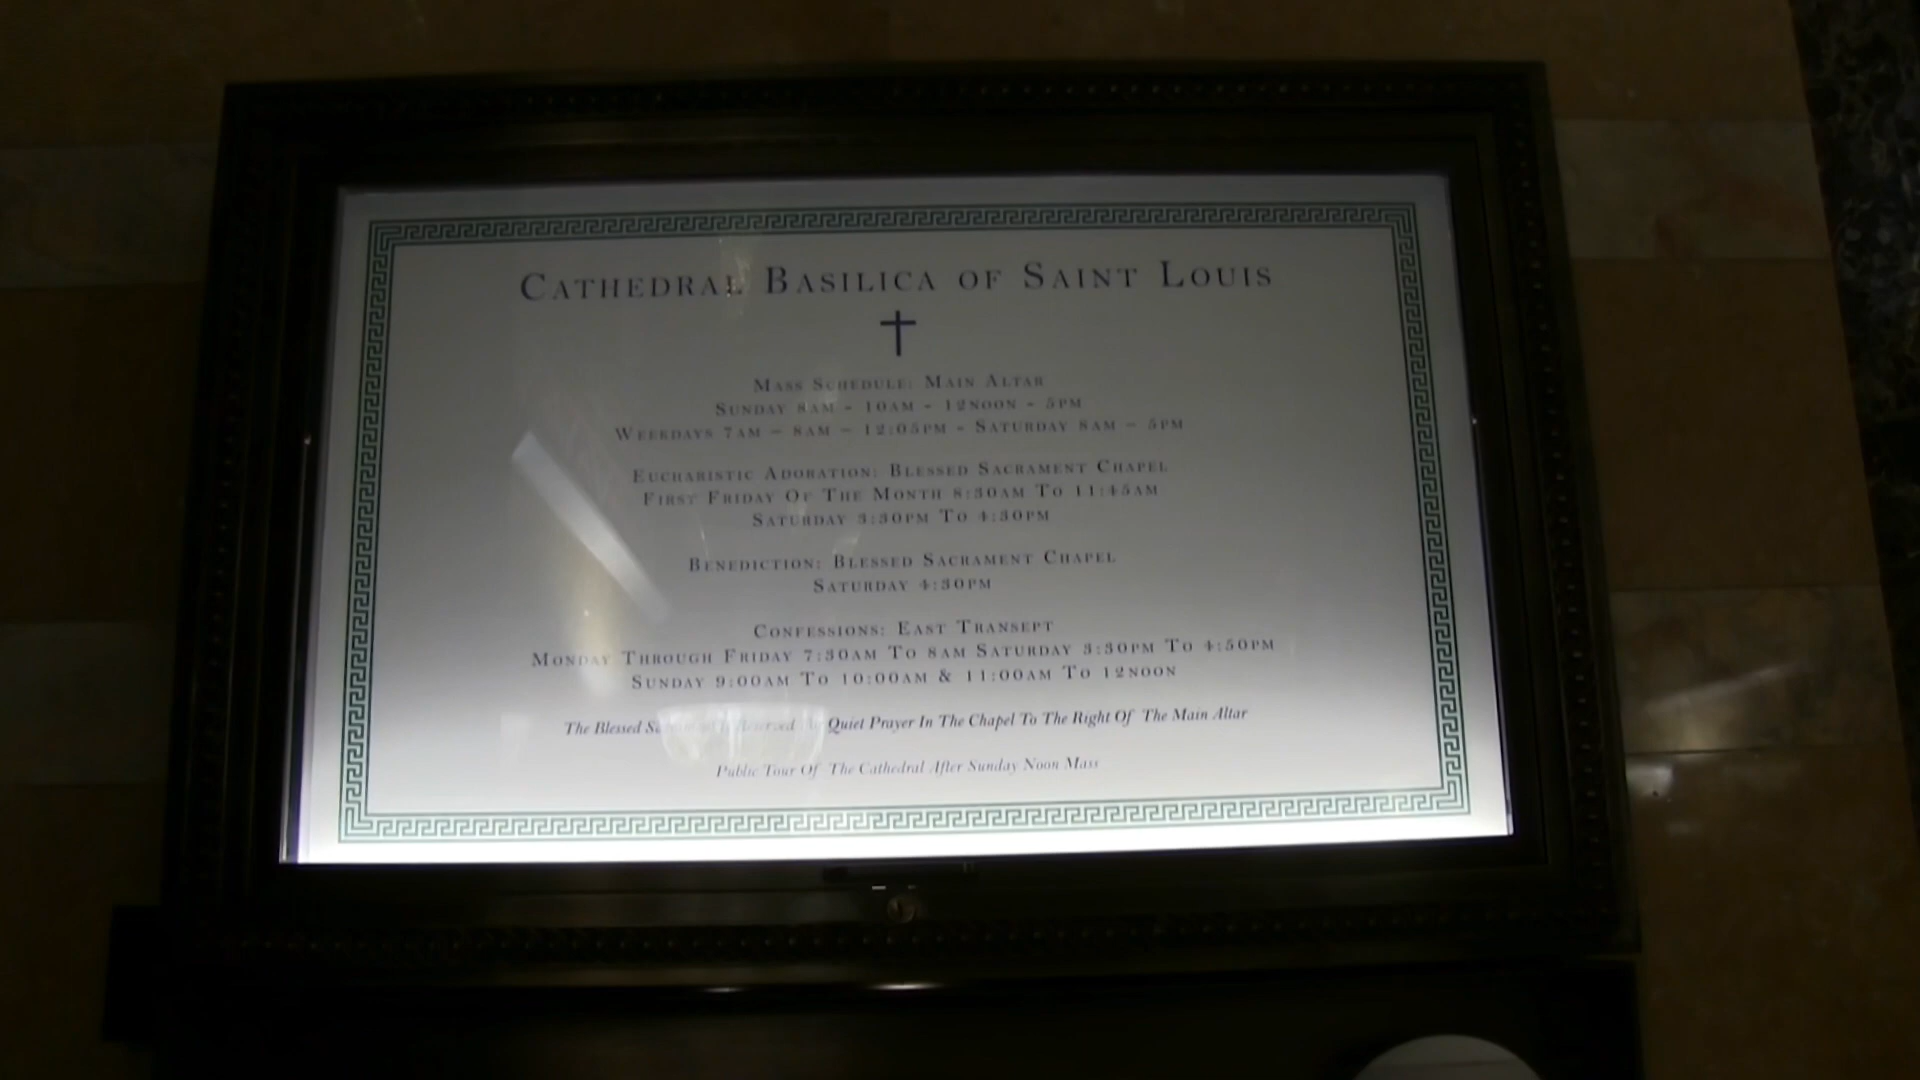 CATHEDRAL BASILICA OF SAINT LOUIS
MASS SCHEDULE: MAIN ALTAR
SUNDAY 8AM - 10AM - 12NOON - 5PM
WEEKDAYS 7AM - 8AM - 12:05PM - SATURDAY 8AM - 5PM
EUCHARISTIC ADORATION: BLESSED SACRAMENT CHAPEL
FIRST FRIDAY OF THE MONTH 8:30AM TO 11:45AM
SATURDAY 3:30PM TO 4:30PM
BENEDICTION: BLESSED SACRAMENT CHAPEL
SATURDAY 4:30PM
CONFESSIONS: EAST TRANSEPT
MONDAY THROUGH FRIDAY 7:30AM TO 8AM SATURDAY 3:30PM TO 4:50PM
SUNDAY 9:00AM TO 10:00AM & 11:00AM TO 12NOON
The Blessed Reserved Quiet Prayer In The Chapel To The Right Of The Main Altar
Public Tour Of The Cathedral After Sunday Noon Mass